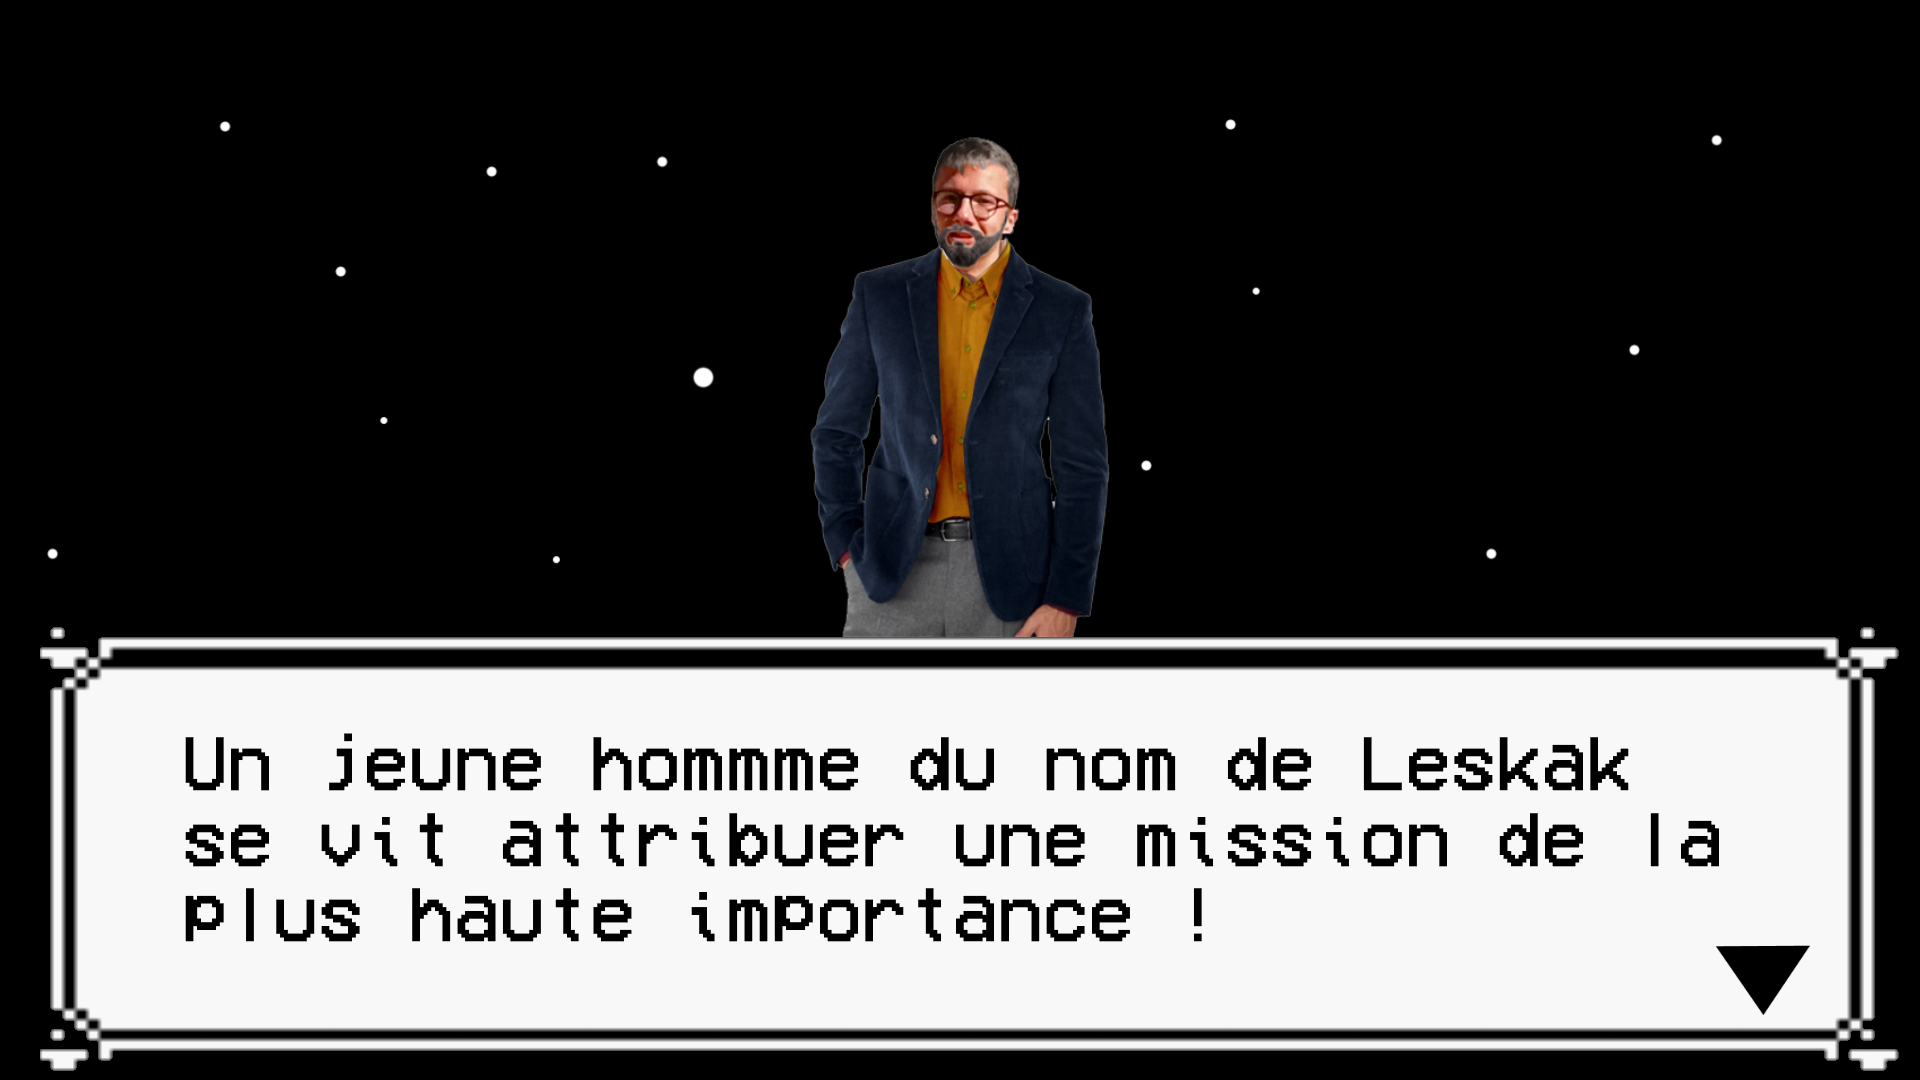 Un jeune hommme du nom de Leskak
se vit attribuer une mission de la
plus haute importance !